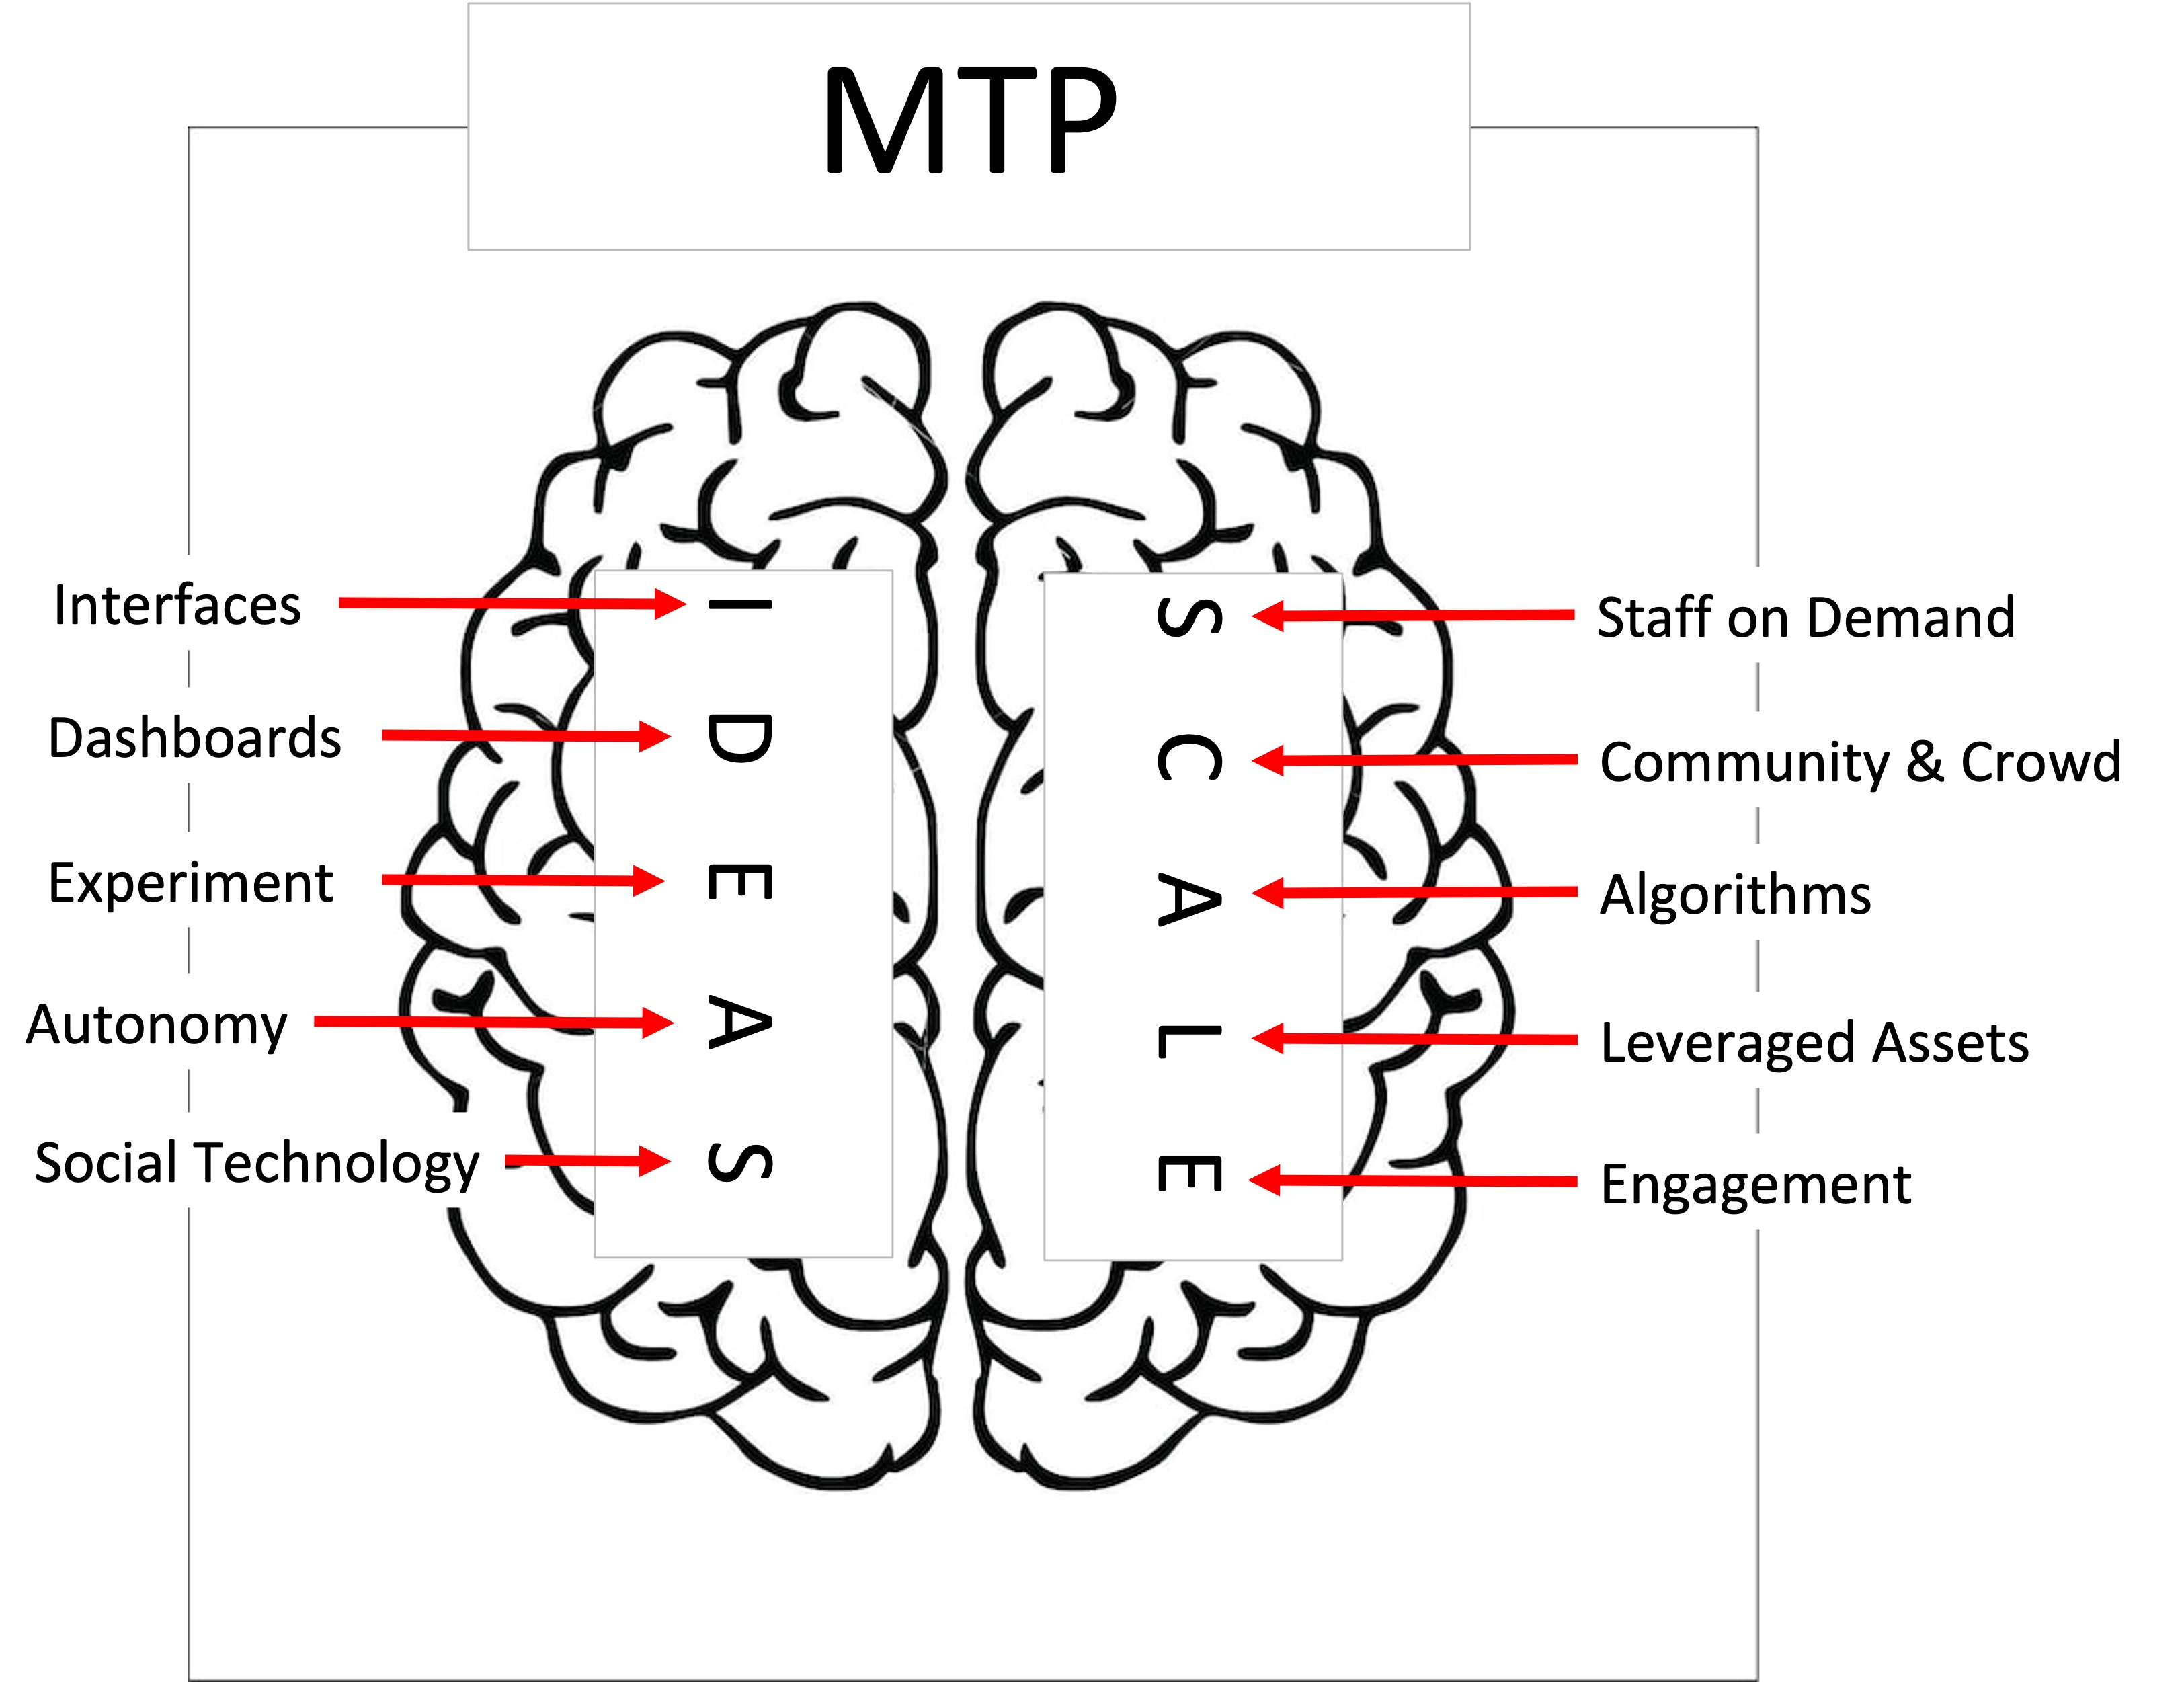 MTP
Interfaces
Dashboards
Experiment
Autonomy
Social Technology
I
D
E
A
S
S
C
A
L
E
Staff on Demand
Community & Crowd
Algorithms
Leveraged Assets
Engagement